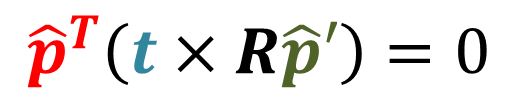 p̂ᵀ(t × Rp̂′) = 0